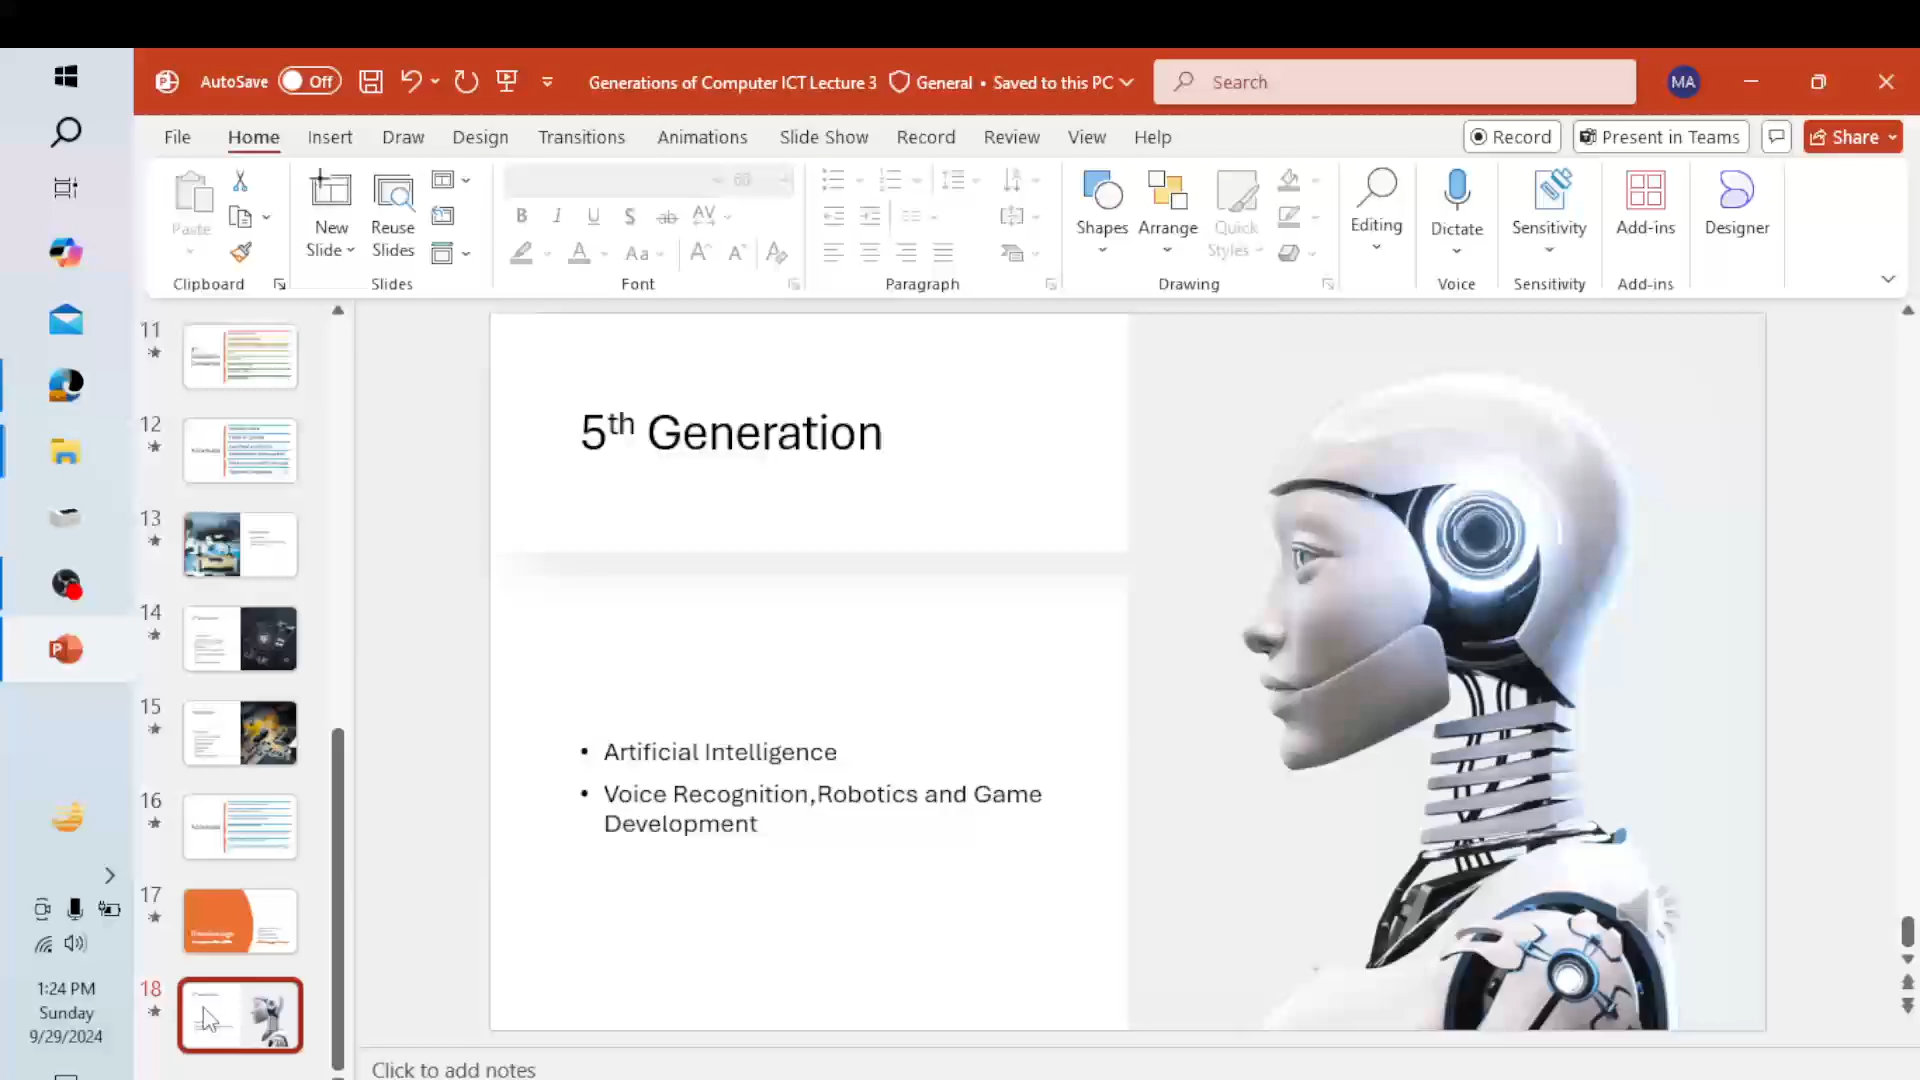 AutoSave Off Generations of Computer ICT Lecture 3 General • Saved to this PC Search MA
File Home Insert Draw Design Transitions Animations Slide Show Record Review View Help Record Present in Teams Share
Paste New Slide Reuse Slides 60 B I U S ab AV Aa A A A Shapes Arrange Quick Styles Editing Dictate Sensitivity Add-ins Designer
Clipboard Slides Font Paragraph Drawing Voice Sensitivity Add-ins
11
12
13
14
15
16
17
18
5th Generation
• Artificial Intelligence
• Voice Recognition,Robotics and Game
Development
1:24 PM
Sunday
9/29/2024
Click to add notes